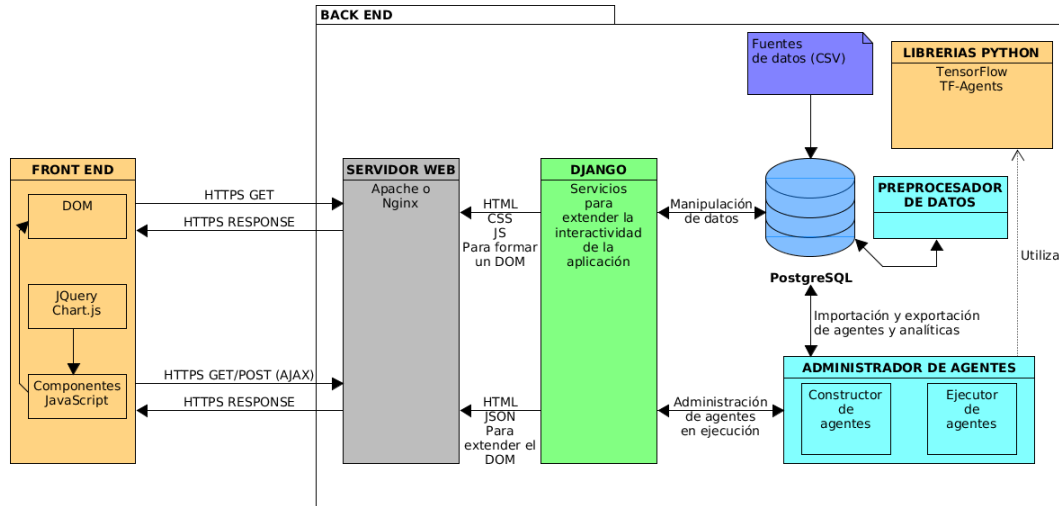 BACK END
Fuentes
de datos (CSV)
LIBRERIAS PYTHON
TensorFlow
TF-Agents
FRONT END
DOM
JQuery
Chart.js
Componentes
JavaScript
HTTPS GET
HTTPS RESPONSE
HTTPS GET/POST (AJAX)
HTTPS RESPONSE
SERVIDOR WEB
Apache o
Nginx
HTML
CSS
JS
Para formar
un DOM
HTML
JSON
Para
extender el
DOM
DJANGO
Servicios
para
extender la
interactividad
de la
aplicación
Manipulación
de datos
Administración
de agentes
en ejecución
PostgreSQL
PREPROCESADOR
DE DATOS
Utiliza
Importación y exportación
de agentes y analíticas
ADMINISTRADOR DE AGENTES
Constructor
de
agentes
Ejecutor
de
agentes